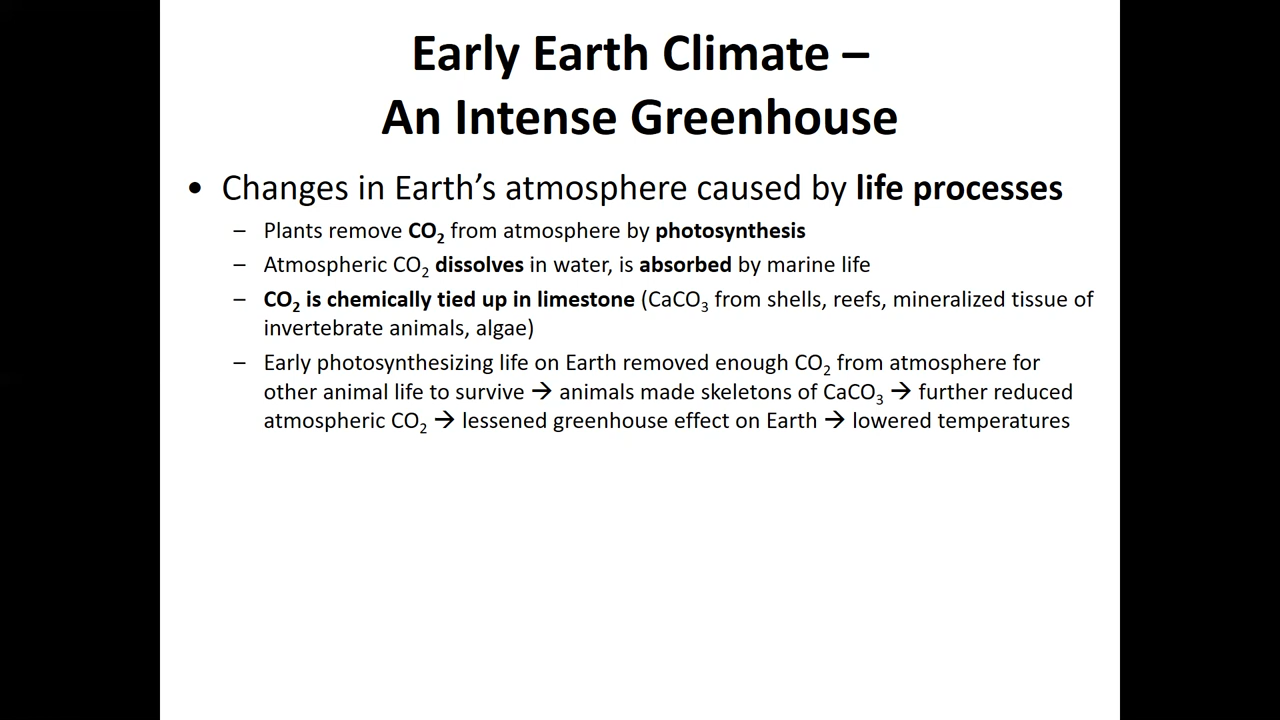 Early Earth Climate –
An Intense Greenhouse
• Changes in Earth’s atmosphere caused by life processes
– Plants remove CO₂ from atmosphere by photosynthesis
– Atmospheric CO₂ dissolves in water, is absorbed by marine life
– CO₂ is chemically tied up in limestone (CaCO₃ from shells, reefs, mineralized tissue of
invertebrate animals, algae)
– Early photosynthesizing life on Earth removed enough CO₂ from atmosphere for
other animal life to survive → animals made skeletons of CaCO₃ → further reduced
atmospheric CO₂ → lessened greenhouse effect on Earth → lowered temperatures